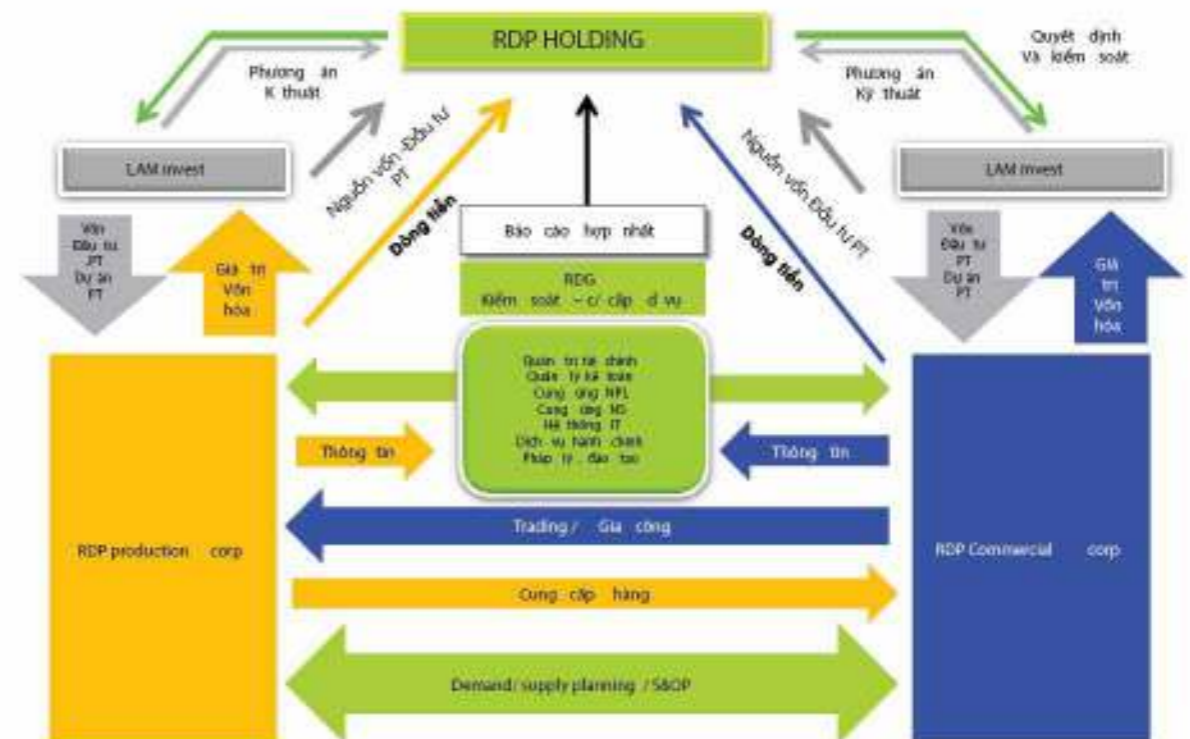 RDP HOLDING
Quyết định
Và kiểm soát
Phương án
K thuật
Phương án
Kỹ thuật
LAM invest
LAM invest
Nguồn vốn -Đầu tư
PT
Dòng tiền
Nguồn vốn Đầu tư PT
Dòng tiền
Báo cáo hợp nhất
RDG
Kiểm soát - c/ cấp d vụ
Vốn
Đầu tư
PT
Dự án
PT
Giá trị
Vốn
hóa
Vốn
Đầu tư
PT
Dự án
PT
Giá
trị
Vốn
hóa
Quản trị tài chính
Quản lý kế toán
Cung ứng NPL
Cung ứng NS
Hệ thống IT
Dịch vụ hành chính
Pháp lý , đào tạo
Thông tin
Thông tin
Trading / Gia công
RDP production corp
RDP Commercial corp
Cung cấp hàng
Demand/ supply planning / S&OP